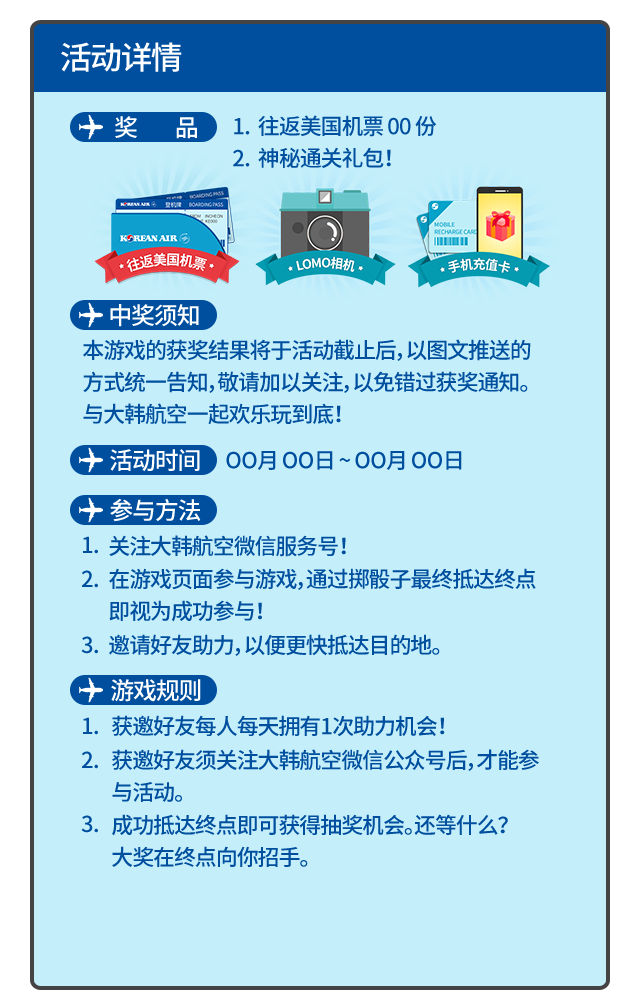 活动详情
奖 品
1. 往返美国机票 00 份
2. 神秘通关礼包！
BOARDING PASS
登机牌 BOARDING PASS
KOREAN AIR
INCHEON
KE000
KOREAN AIR
往返美国机票
LOMO相机
MOBILE
RECHARGE CARD
手机充值卡
中奖须知
本游戏的获奖结果将于活动截止后，以图文推送的
方式统一告知，敬请加以关注，以免错过获奖通知。
与大韩航空一起欢乐玩到底！
活动时间
OO月 OO日 ~ OO月 OO日
参与方法
1. 关注大韩航空微信服务号！
2. 在游戏页面参与游戏，通过掷骰子最终抵达终点
即视为成功参与！
3. 邀请好友助力，以便更快抵达目的地。
游戏规则
1. 获邀好友每人每天拥有1次助力机会！
2. 获邀好友须关注大韩航空微信公众号后，才能参
与活动。
3. 成功抵达终点即可获得抽奖机会。还等什么？
大奖在终点向你招手。